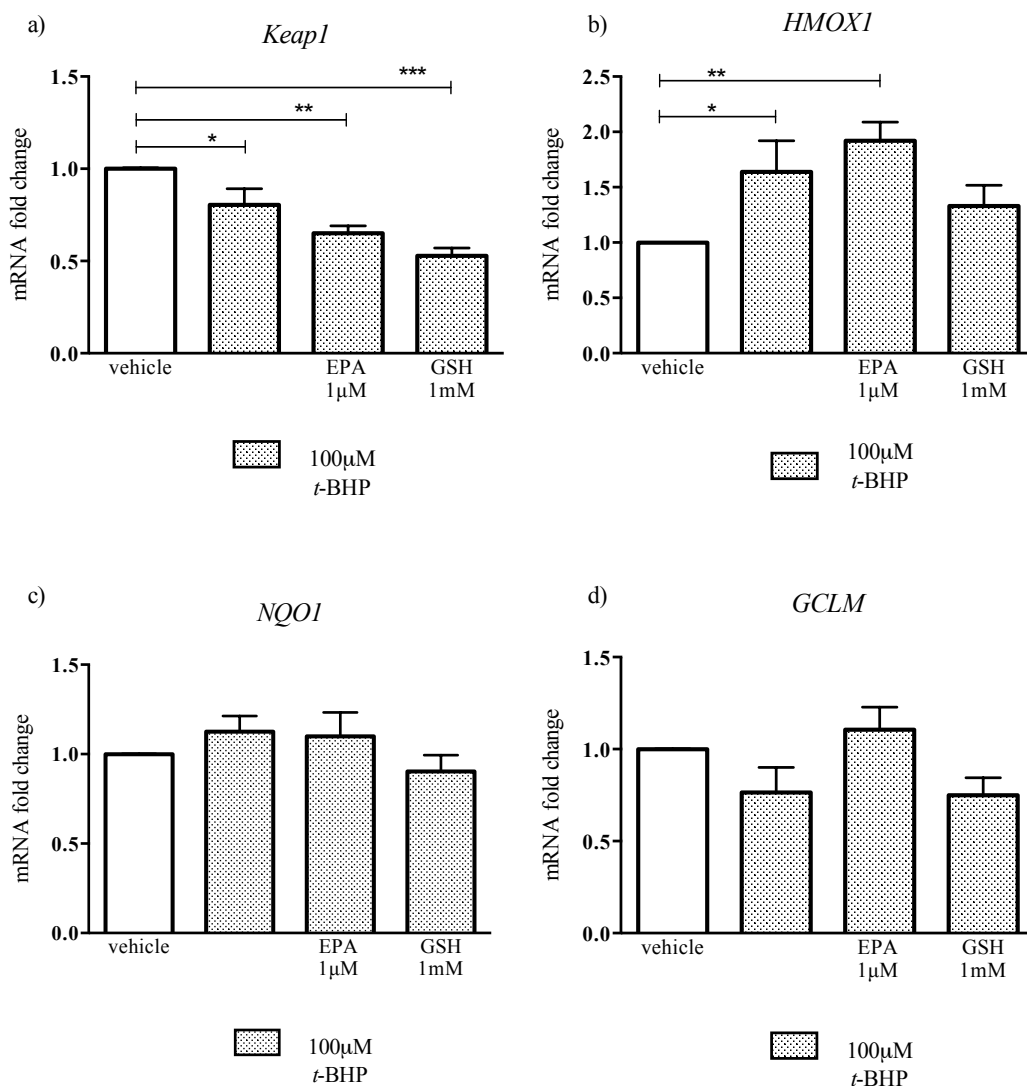 a)
Keap1
mRNA fold change
1.5
1.0
0.5
0.0
***
**
*
vehicle
EPA
1µM
GSH
1mM
100µM
t-BHP
b)
HMOX1
mRNA fold change
2.5
2.0
1.5
1.0
0.5
0.0
**
*
vehicle
EPA
1µM
GSH
1mM
100µM
t-BHP
c)
NQO1
mRNA fold change
1.5
1.0
0.5
0.0
vehicle
EPA
1µM
GSH
1mM
100µM
t-BHP
d)
GCLM
mRNA fold change
1.5
1.0
0.5
0.0
vehicle
EPA
1µM
GSH
1mM
100µM
t-BHP